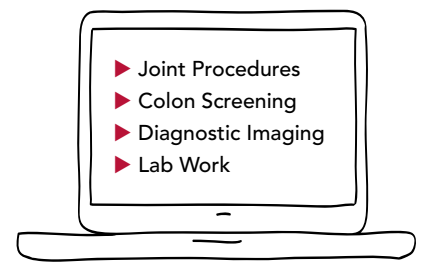 ▶ Joint Procedures
▶ Colon Screening
▶ Diagnostic Imaging
▶ Lab Work